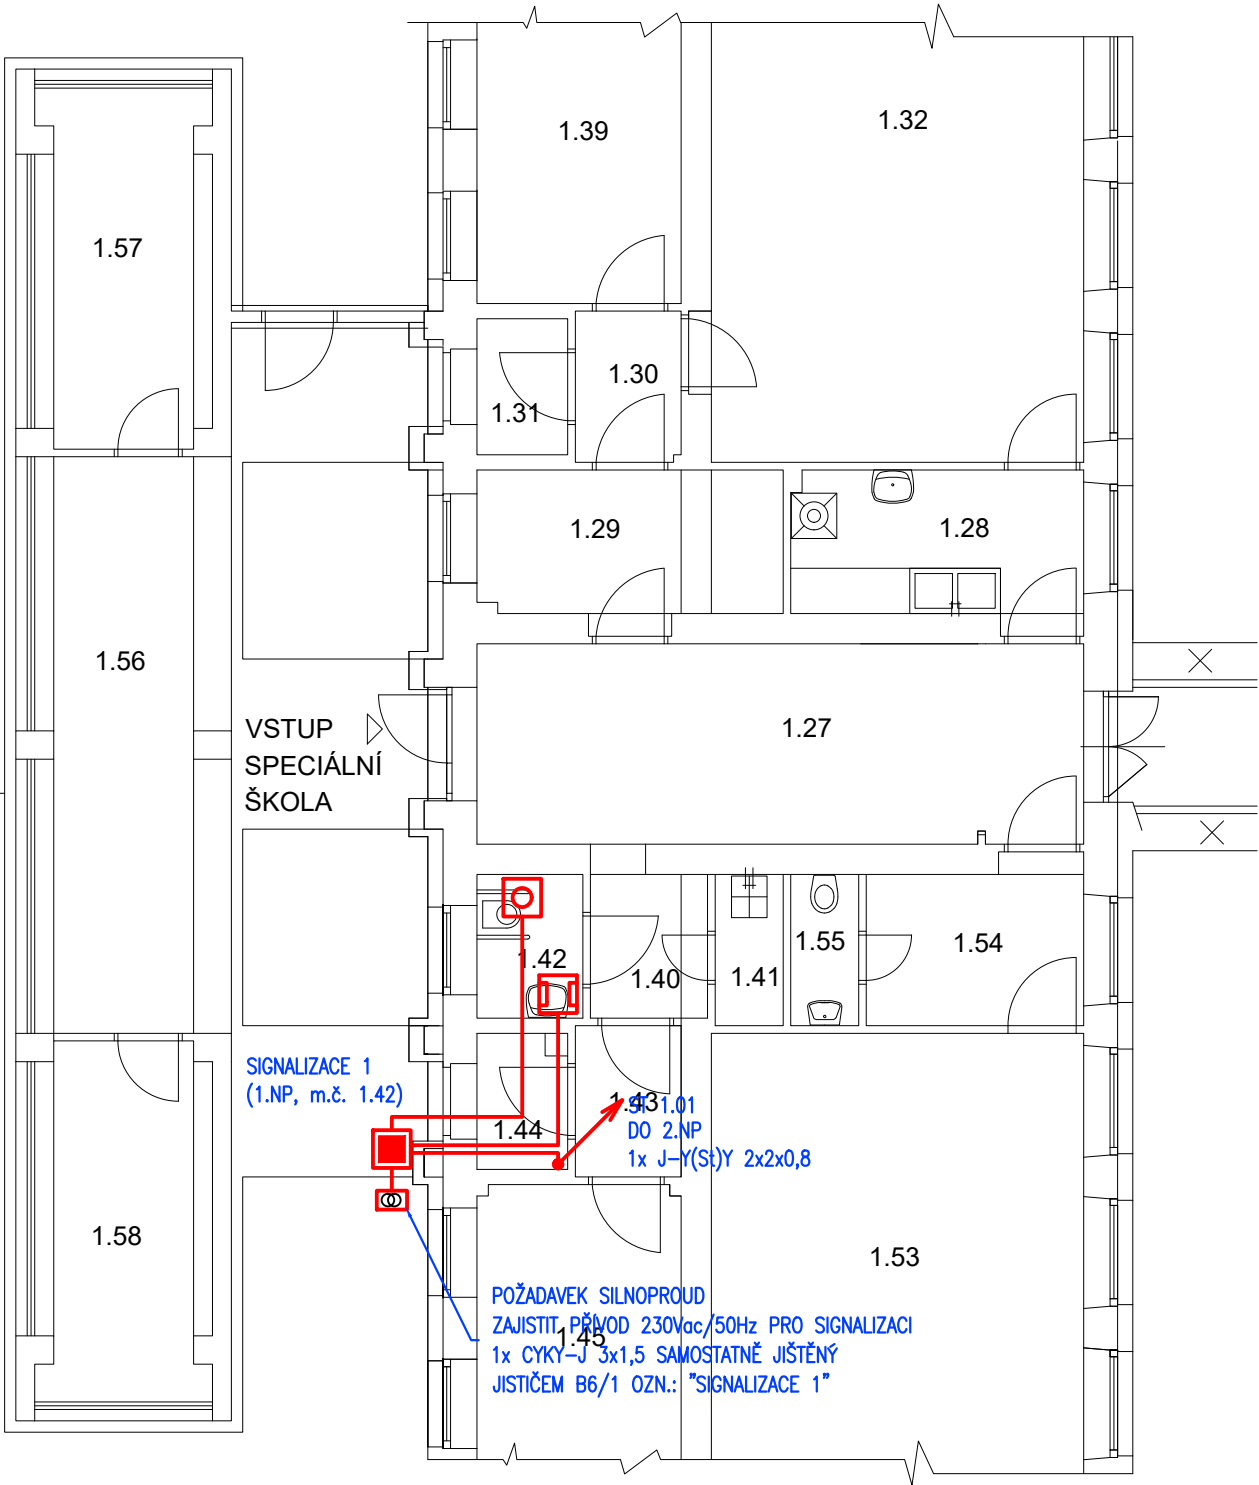 1.39
1.32
1.57
1.30
1.31
1.29
1.28
1.56
VSTUP
SPECIÁLNÍ
ŠKOLA
1.27
1.42
1.40
1.41
1.55
1.54
SIGNALIZACE 1
(1.NP, m.č. 1.42)
1.43
1.44
ST 1.01
DO 2.NP
1x J-Y(St)Y 2x2x0,8
1.58
1.53
1.45
POŽADAVEK SILNOPROUD
ZAJISTIT PŘÍVOD 230Vac/50Hz PRO SIGNALIZACI
1x CYKY-J 3x1,5 SAMOSTATNĚ JIŠTĚNÝ
JISTIČEM B6/1 OZN.: "SIGNALIZACE 1"